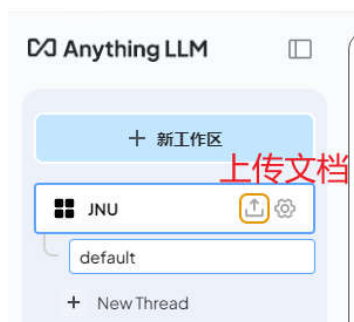 Anything LLM
+ 新工作区
上传文档
JNU
default
+ New Thread